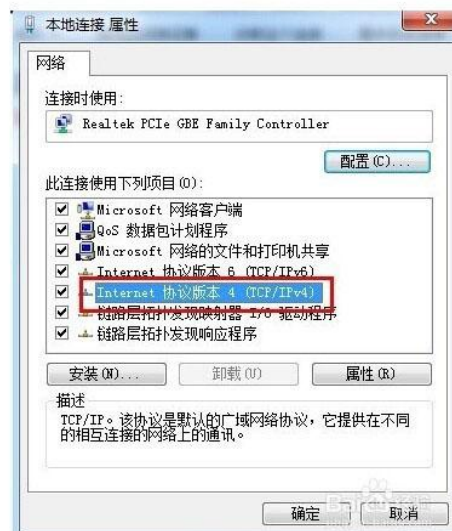 本地连接 属性
网络
连接时使用:
Realtek PCIe GBE Family Controller
配置(C)...
此连接使用下列项目(O):
Microsoft 网络客户端
QoS 数据包计划程序
Microsoft 网络的文件和打印机共享
Internet 协议版本 6 (TCP/IPv6)
Internet 协议版本 4 (TCP/IPv4)
链路层拓扑发现映射器 I/O 驱动程序
链路层拓扑发现响应程序
安装(N)... 卸载(U) 属性(R)
描述
TCP/IP。该协议是默认的广域网络协议，它提供在不同
的相互连接的网络上的通讯。
确定 取消